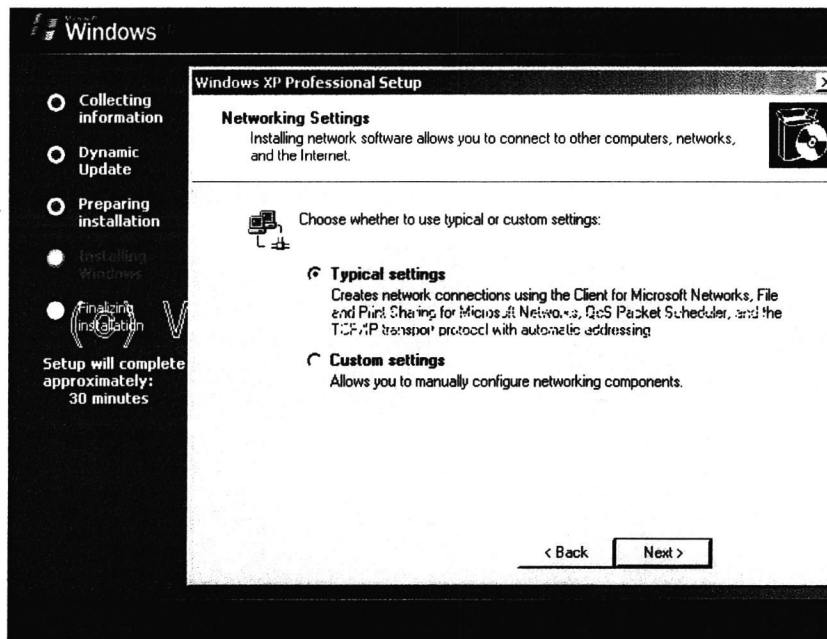 Windows
Collecting
information
Dynamic
Update
Preparing
installation
Installing
Windows
Finalizing
installation
Setup will complete
approximately:
30 minutes
Windows XP Professional Setup
Networking Settings
Installing network software allows you to connect to other computers, networks,
and the Internet.
Choose whether to use typical or custom settings:
Typical settings
Creates network connections using the Client for Microsoft Networks, File
and Print Sharing for Microsoft Networks, QoS Packet Scheduler, and the
TCP/IP transport protocol with automatic addressing
Custom settings
Allows you to manually configure networking components.
< Back
Next >